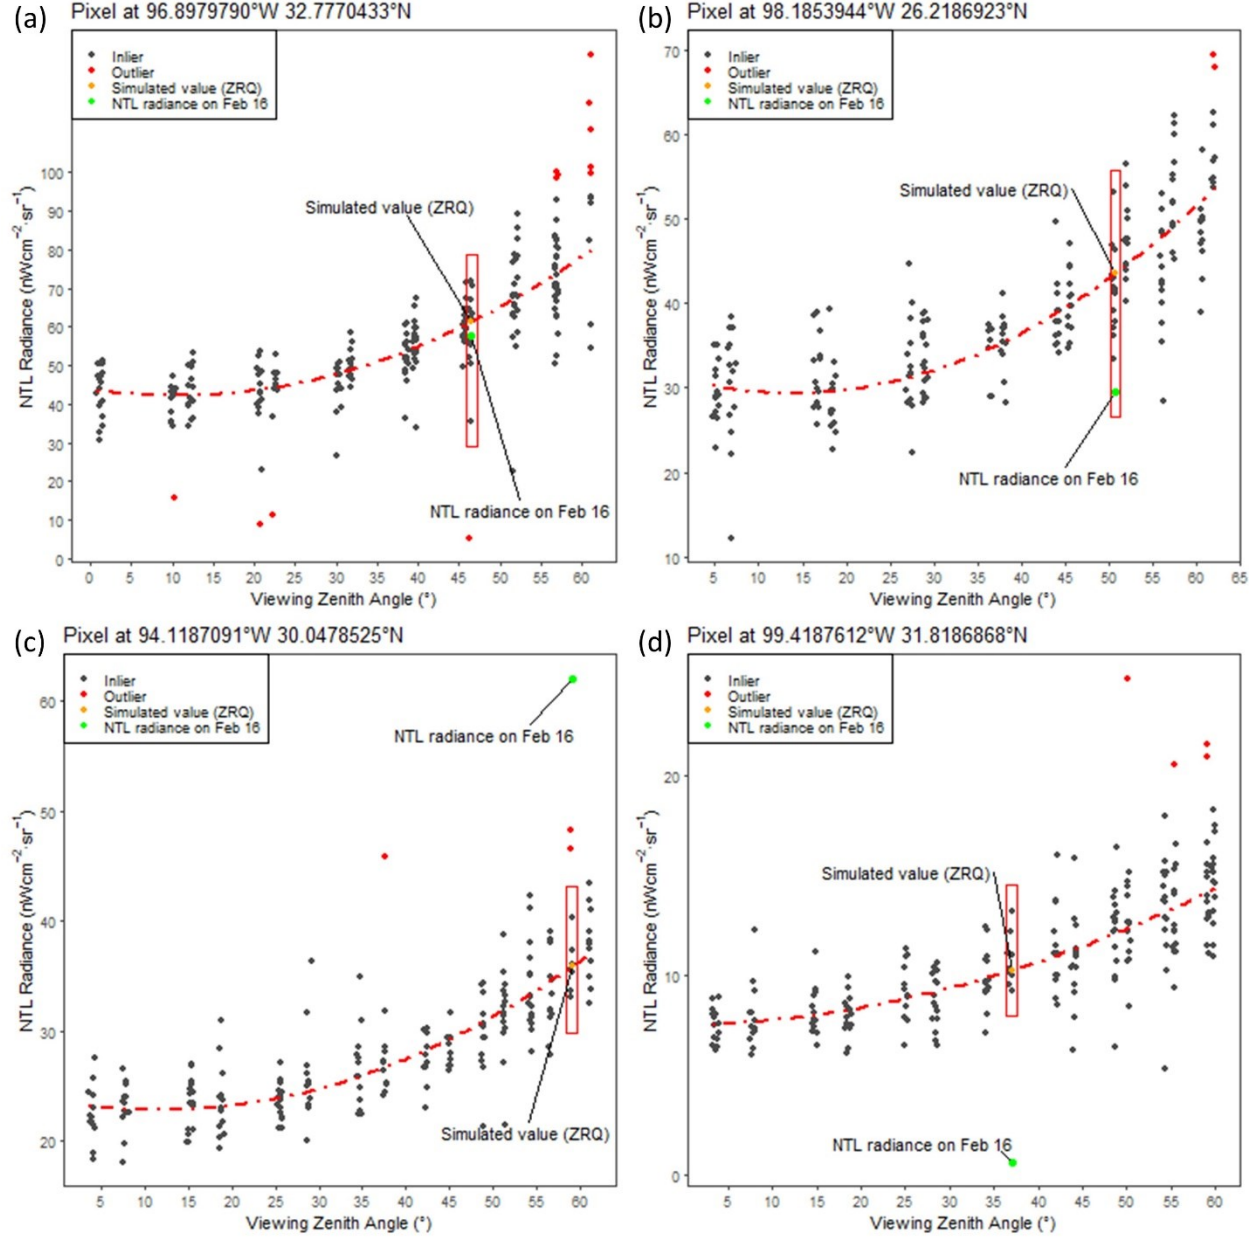 (a) Pixel at 96.8979790°W 32.7770433°N
Inlier
Outlier
Simulated value (ZRQ)
NTL radiance on Feb 16
Simulated value (ZRQ)
NTL radiance on Feb 16
NTL Radiance (nWcm⁻²·sr⁻¹)
100
90
80
70
60
50
40
30
20
10
0
0 5 10 15 20 25 30 35 40 45 50 55 60
Viewing Zenith Angle (°)
(b) Pixel at 98.1853944°W 26.2186923°N
Inlier
Outlier
Simulated value (ZRQ)
NTL radiance on Feb 16
Simulated value (ZRQ)
NTL radiance on Feb 16
NTL Radiance (nWcm⁻²·sr⁻¹)
70
60
50
40
30
20
10
5 10 15 20 25 30 35 40 45 50 55 60 65
Viewing Zenith Angle (°)
(c) Pixel at 94.1187091°W 30.0478525°N
Inlier
Outlier
Simulated value (ZRQ)
NTL radiance on Feb 16
NTL radiance on Feb 16
Simulated value (ZRQ)
NTL Radiance (nWcm⁻²·sr⁻¹)
60
50
40
30
20
5 10 15 20 25 30 35 40 45 50 55 60
Viewing Zenith Angle (°)
(d) Pixel at 99.4187612°W 31.8186868°N
Inlier
Outlier
Simulated value (ZRQ)
NTL radiance on Feb 16
Simulated value (ZRQ)
NTL radiance on Feb 16
NTL Radiance (nWcm⁻²·sr⁻¹)
20
10
0
5 10 15 20 25 30 35 40 45 50 55 60
Viewing Zenith Angle (°)